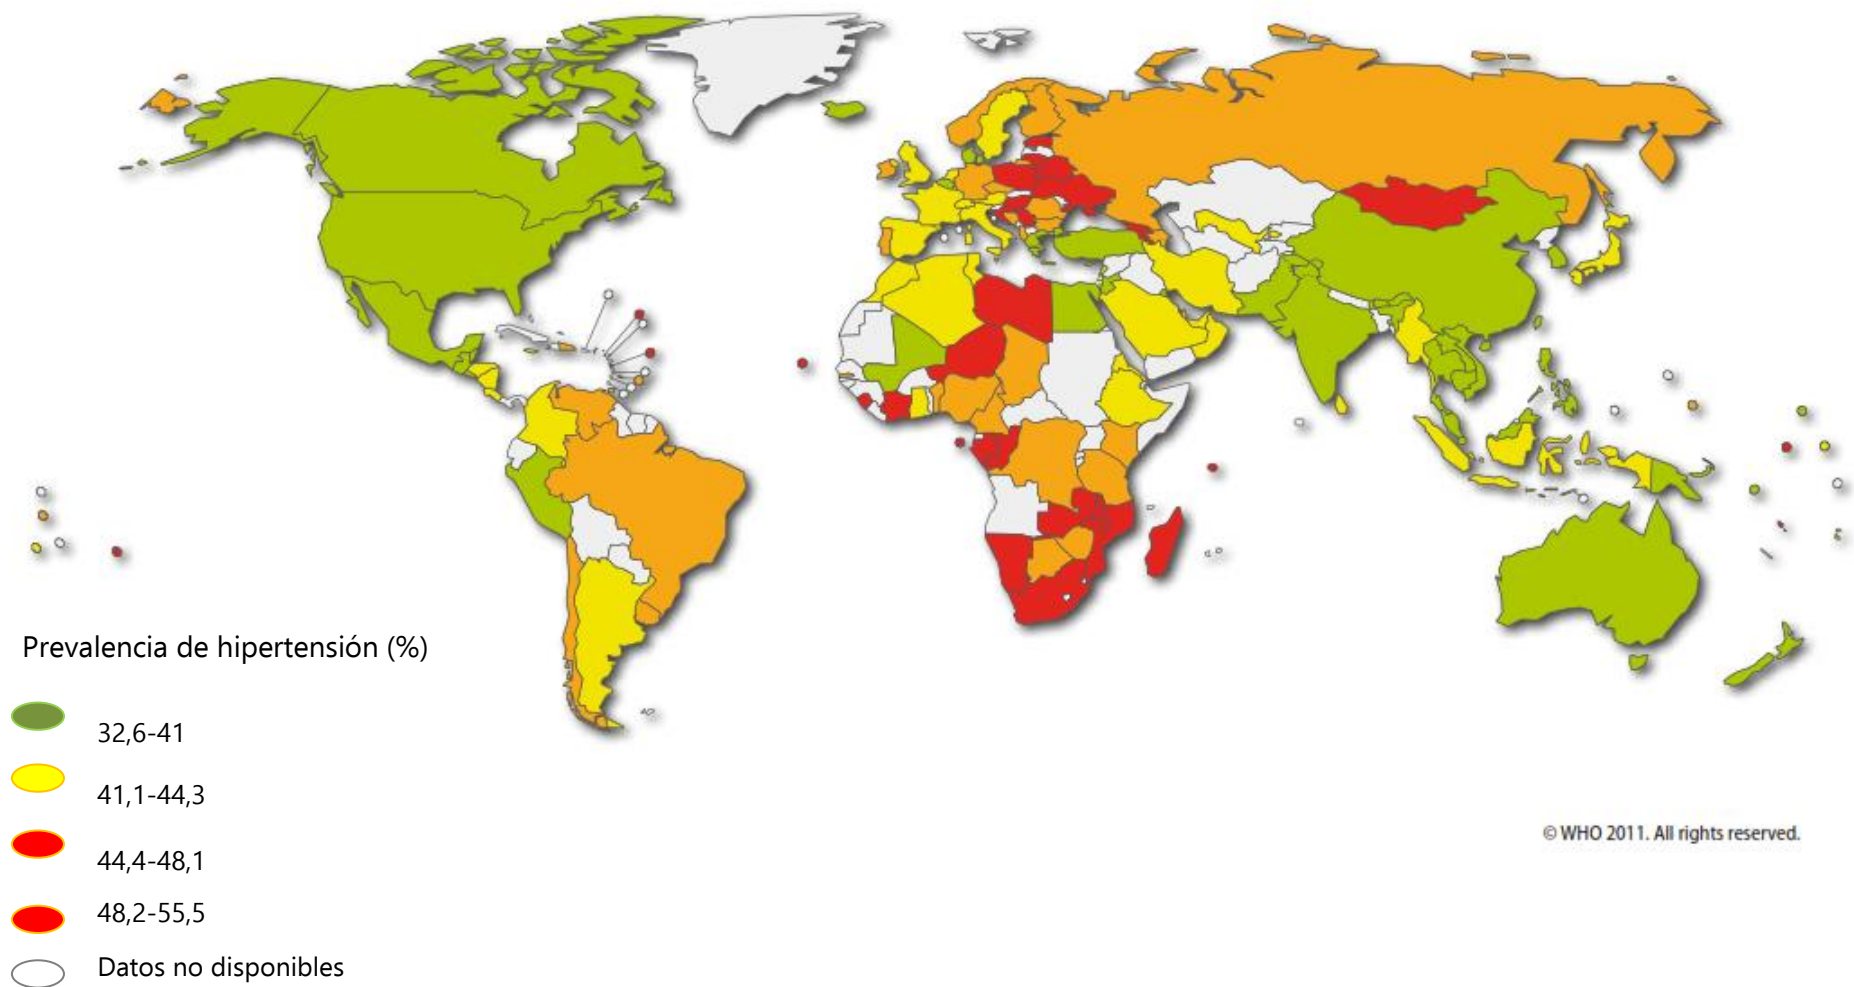 Prevalencia de hipertensión (%)
32,6-41
41,1-44,3
© WHO 2011. All rights reserved.
44,4-48,1
48,2-55,5
Datos no disponibles